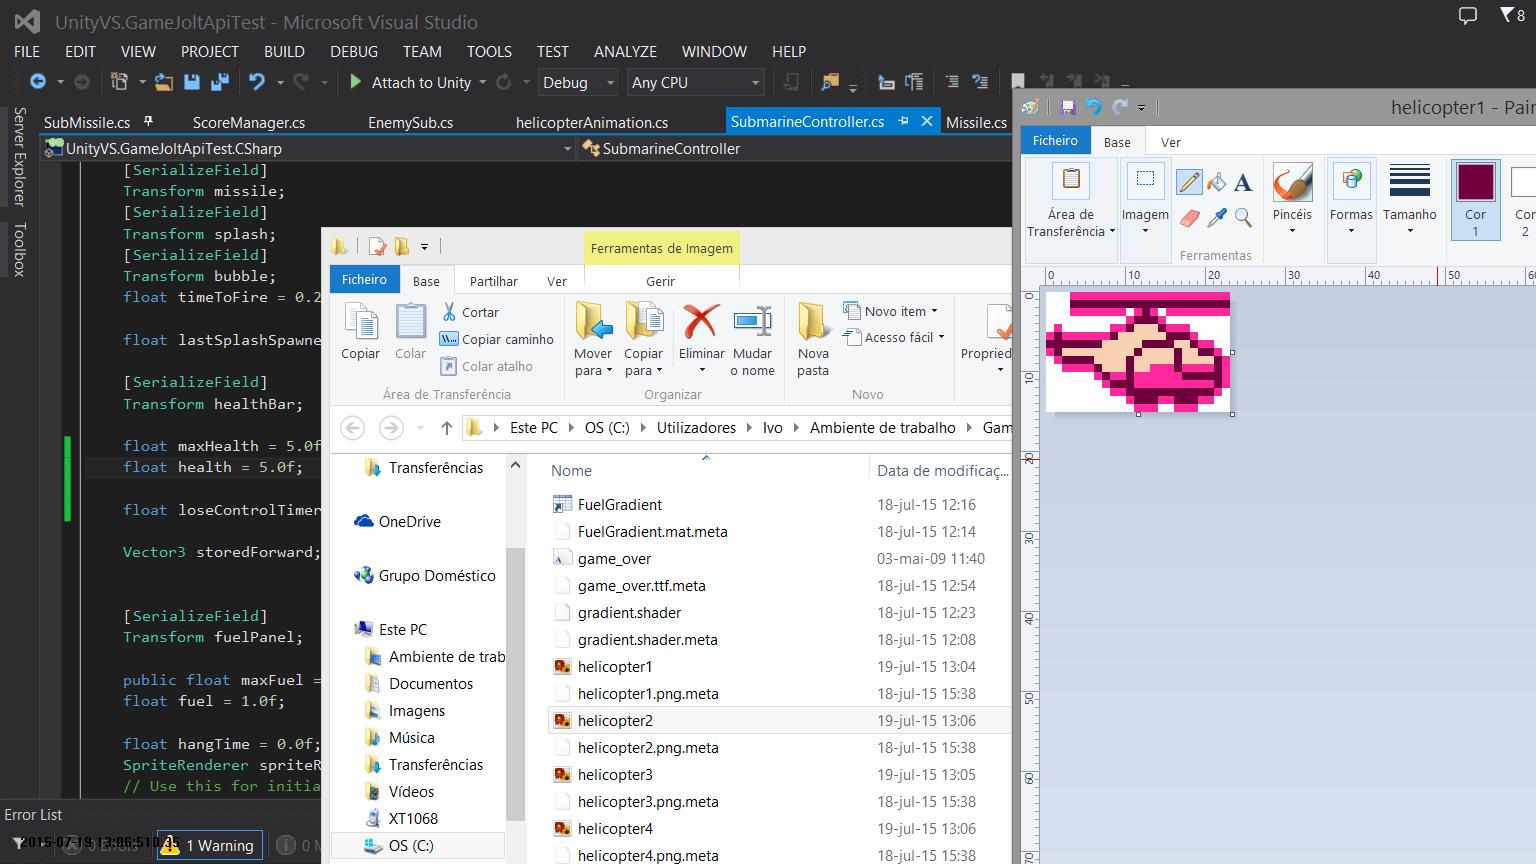 UnityVS.GameJoltApiTest - Microsoft Visual Studio
8
FILE EDIT VIEW PROJECT BUILD DEBUG TEAM TOOLS TEST ANALYZE WINDOW HELP
Attach to Unity Debug Any CPU
Server Explorer
Toolbox
SubMissile.cs ScoreManager.cs EnemySub.cs helicopterAnimation.cs SubmarineController.cs Missile.cs
UnityVS.GameJoltApiTest.CSharp SubmarineController
[SerializeField]
Transform missile;
[SerializeField]
Transform splash;
[SerializeField]
Transform bubble;
float timeToFire = 0.2
float lastSplashSpawne
[SerializeField]
Transform healthBar;
float maxHealth = 5.0f
float health = 5.0f;
float loseControlTimer
Vector3 storedForward;
[SerializeField]
Transform fuelPanel;
public float maxFuel =
float fuel = 1.0f;
float hangTime = 0.0f;
SpriteRenderer spriteR
// Use this for initia
Error List
2015-07-19 13:06:51
1 Warning
Ferramentas de Imagem
Ficheiro Base Partilhar Ver Gerir
Copiar
Colar
Cortar
Copiar caminho
Colar atalho
Área de Transferência
Mover para
Copiar para
Eliminar
Mudar o nome
Organizar
Nova pasta
Novo item
Acesso fácil
Novo
Propried
Este PC OS (C:) Utilizadores Ivo Ambiente de trabalho Gam
Transferências
OneDrive
Grupo Doméstico
Este PC
Ambiente de trab
Documentos
Imagens
Música
Transferências
Vídeos
XT1068
OS (C:)
Nome Data de modificaç...
FuelGradient 18-jul-15 12:16
FuelGradient.mat.meta 18-jul-15 12:14
game_over 03-mai-09 11:40
game_over.ttf.meta 18-jul-15 12:54
gradient.shader 18-jul-15 12:23
gradient.shader.meta 18-jul-15 12:08
helicopter1 19-jul-15 13:04
helicopter1.png.meta 18-jul-15 15:38
helicopter2 19-jul-15 13:06
helicopter2.png.meta 18-jul-15 15:38
helicopter3 19-jul-15 13:05
helicopter3.png.meta 18-jul-15 15:38
helicopter4 19-jul-15 13:06
helicopter4.png.meta 18-jul-15 15:38
helicopter1 - Pai
Ficheiro Base Ver
Área de Transferência
Imagem
A
Ferramentas
Pincéis
Formas
Tamanho
Cor 1
Cor 2
0 10 20 30 40 50
0
10
20
30
40
50
60
70